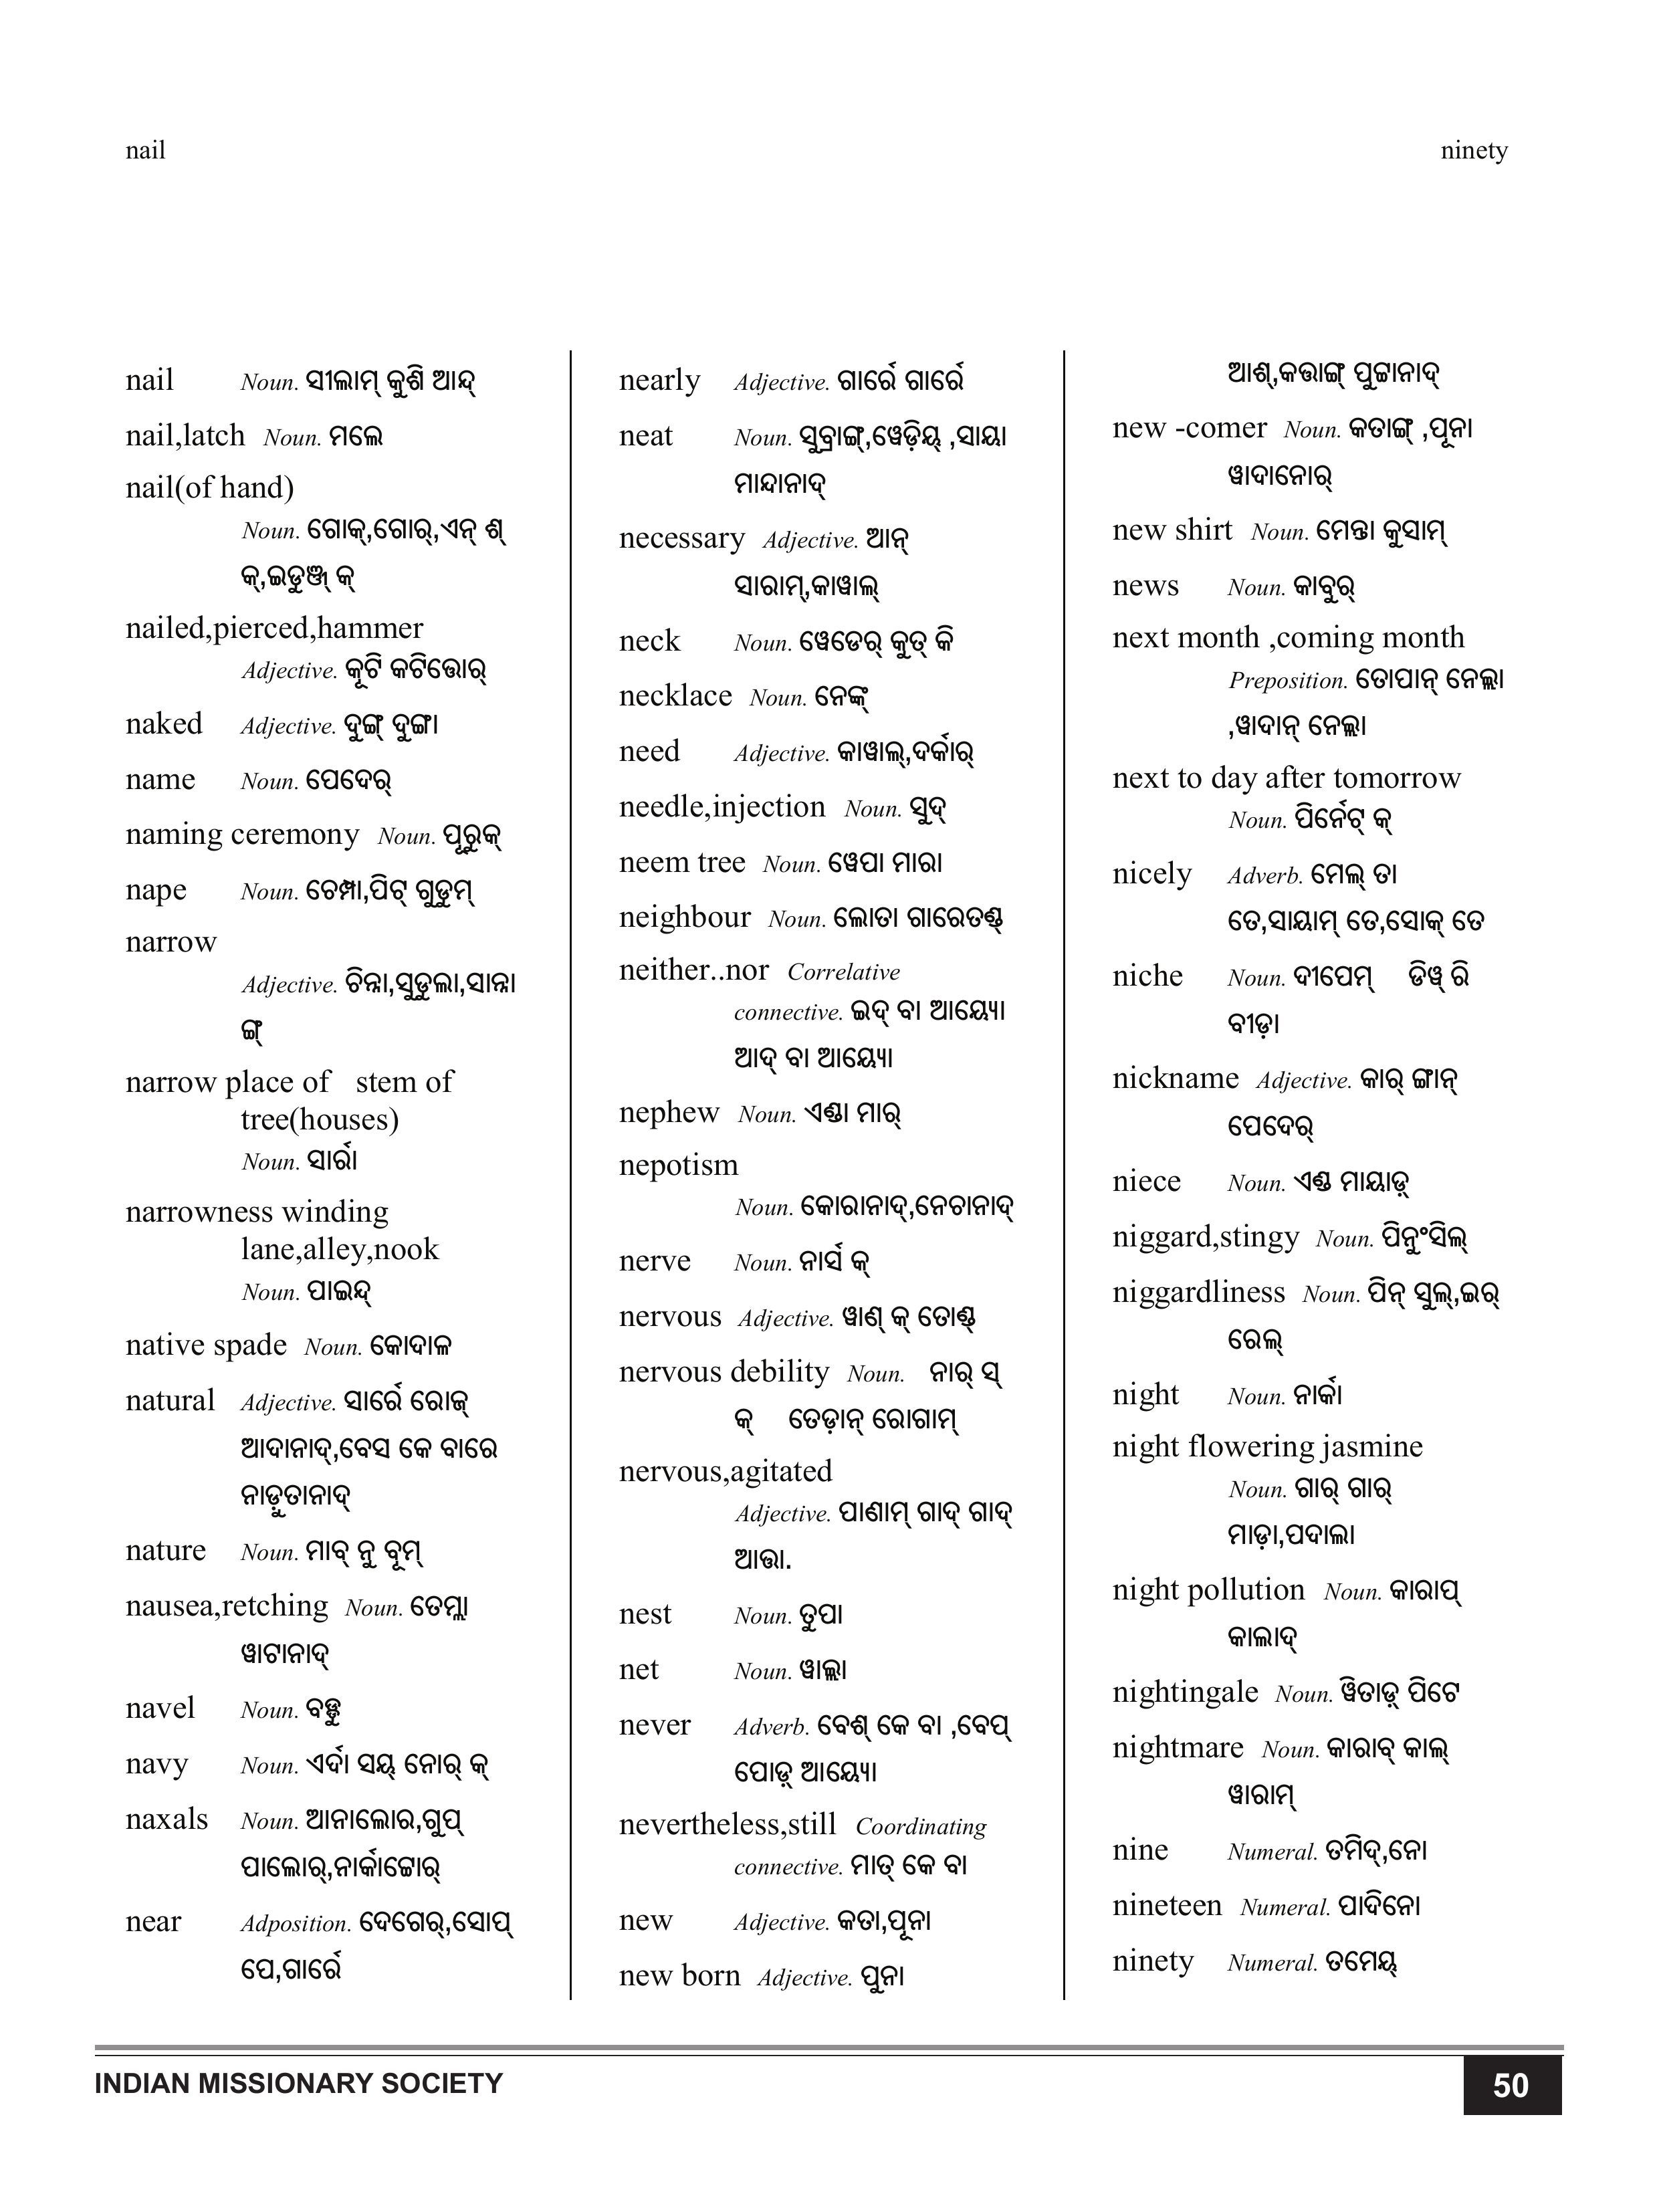 nail ninety
nail Noun. ସୀଲାମ୍ କୁଶି ଆନ୍ଦ୍
nail,latch Noun. ମଲେ
nail(of hand)
Noun. ଗୋକ୍,ଗୋର୍,ଏନ୍ ଶ୍
କ୍,ଇଡୁଞ୍ଜ୍ କ୍
nailed,pierced,hammer
Adjective. କୂଟି କଟିତ୍ତୋର୍
naked Adjective. ଦୁଙ୍ଗ୍ ଦୁଙ୍ଗା
name Noun. ପେଦେର୍
naming ceremony Noun. ପୂରୁକ୍
nape Noun. ଚେମ୍ପା,ପିଟ୍ ଗୁଡୁମ୍
narrow
Adjective. ଚିନ୍ନା,ସୁଡୁଲା,ସାନ୍ନା
ଙ୍ଗ୍
narrow place of stem of
tree(houses)
Noun. ସାର୍ରା
narrowness winding
lane,alley,nook
Noun. ପାଇନ୍ଦ୍
native spade Noun. କୋଦାଳ
natural Adjective. ସାର୍ରେ ରୋଜ୍
ଆଦାନାଦ୍,ବେସ କେ ବାରେ
ନାଡ଼ୁତାନାଦ୍
nature Noun. ମାବ୍ ନୁ ବୂମ୍
nausea,retching Noun. ତେମ୍ଲା
ୱାଟାନାଦ୍
navel Noun. ବଡ୍ଡୁ
navy Noun. ଏର୍ଦା ସୟ୍ ନୋର୍ କ୍
naxals Noun. ଆନାଲୋର,ଗୁପ୍
ପାଲୋର୍,ନାର୍କାଟ୍ଟୋର୍
near Adposition. ଦେଗେର୍,ସୋପ୍
ପେ,ଗାର୍ରେ
nearly Adjective. ଗାର୍ରେ ଗାର୍ରେ
neat Noun. ସୁବ୍ରାଙ୍ଗ୍,ୱେଡ଼ିୟ୍ ,ସାୟା
ମାନ୍ଦାନାଦ୍
necessary Adjective. ଆନ୍
ସାରାମ୍,କାୱାଲ୍
neck Noun. ୱେଡେର୍ କୁତ୍ କି
necklace Noun. ନେଙ୍କ୍
need Adjective. କାୱାଲ୍,ଦର୍କାର୍
needle,injection Noun. ସୁଦ୍
neem tree Noun. ୱେପା ମାରା
neighbour Noun. ଲୋତା ଗାରେତଣ୍ଡ୍
neither..nor Correlative
connective. ଇଦ୍ ବା ଆୟ୍ୟୋ
ଆଦ୍ ବା ଆୟ୍ୟୋ
nephew Noun. ଏଣ୍ଡା ମାର୍
nepotism
Noun. କୋରାନାଦ୍,ନେଚାନାଦ୍
nerve Noun. ନାର୍ସ କ୍
nervous Adjective. ୱାଣ୍ କ୍ ତୋଣ୍ଡ୍
nervous debility Noun. ନାର୍ ସ୍
କ୍ ତେଡ଼ାନ୍ ରୋଗାମ୍
nervous,agitated
Adjective. ପାଣାମ୍ ଗାଦ୍ ଗାଦ୍
ଆତ୍ତା.
nest Noun. ତୁପା
net Noun. ୱାଲ୍ଲା
never Adverb. ବେଶ୍ କେ ବା ,ବେପ୍
ପୋଡ଼୍ ଆୟ୍ୟୋ
nevertheless,still Coordinating
connective. ମାତ୍ କେ ବା
new Adjective. କତା,ପୂନା
new born Adjective. ପୁନା
ଆଶ୍,କତ୍ତାଙ୍ଗ୍ ପୁଟ୍ଟାନାଦ୍
new -comer Noun. କତାଙ୍ଗ୍ ,ପୂନା
ୱାଦାନୋର୍
new shirt Noun. ମେନ୍ତା କୁସାମ୍
news Noun. କାବୁର୍
next month ,coming month
Preposition. ତୋପାନ୍ ନେଲ୍ଲା
,ୱାଦାନ୍ ନେଲ୍ଲା
next to day after tomorrow
Noun. ପିର୍ନେଟ୍ କ୍
nicely Adverb. ମେଲ୍ ତା
ତେ,ସାୟାମ୍ ତେ,ସୋକ୍ ତେ
niche Noun. ଦୀପେମ୍ ଡିୱ୍ ରି
ବୀଡ଼ା
nickname Adjective. କାର୍ ଙ୍ଗାନ୍
ପେଦେର୍
niece Noun. ଏଣ୍ଡ ମାୟାଡ଼୍
niggard,stingy Noun. ପିନୁଂସିଲ୍
niggardliness Noun. ପିନ୍ ସୁଲ୍,ଇର୍
ରେଲ୍
night Noun. ନାର୍କା
night flowering jasmine
Noun. ଗାର୍ ଗାର୍
ମାଡ଼ା,ପଦାଲା
night pollution Noun. କାରାପ୍
କାଲାଦ୍
nightingale Noun. ୱିତାଡ଼୍ ପିଟେ
nightmare Noun. କାରାବ୍ କାଲ୍
ୱାରାମ୍
nine Numeral. ତମିଦ୍,ନୋ
nineteen Numeral. ପାଦିନୋ
ninety Numeral. ତମେୟ୍
INDIAN MISSIONARY SOCIETY 50